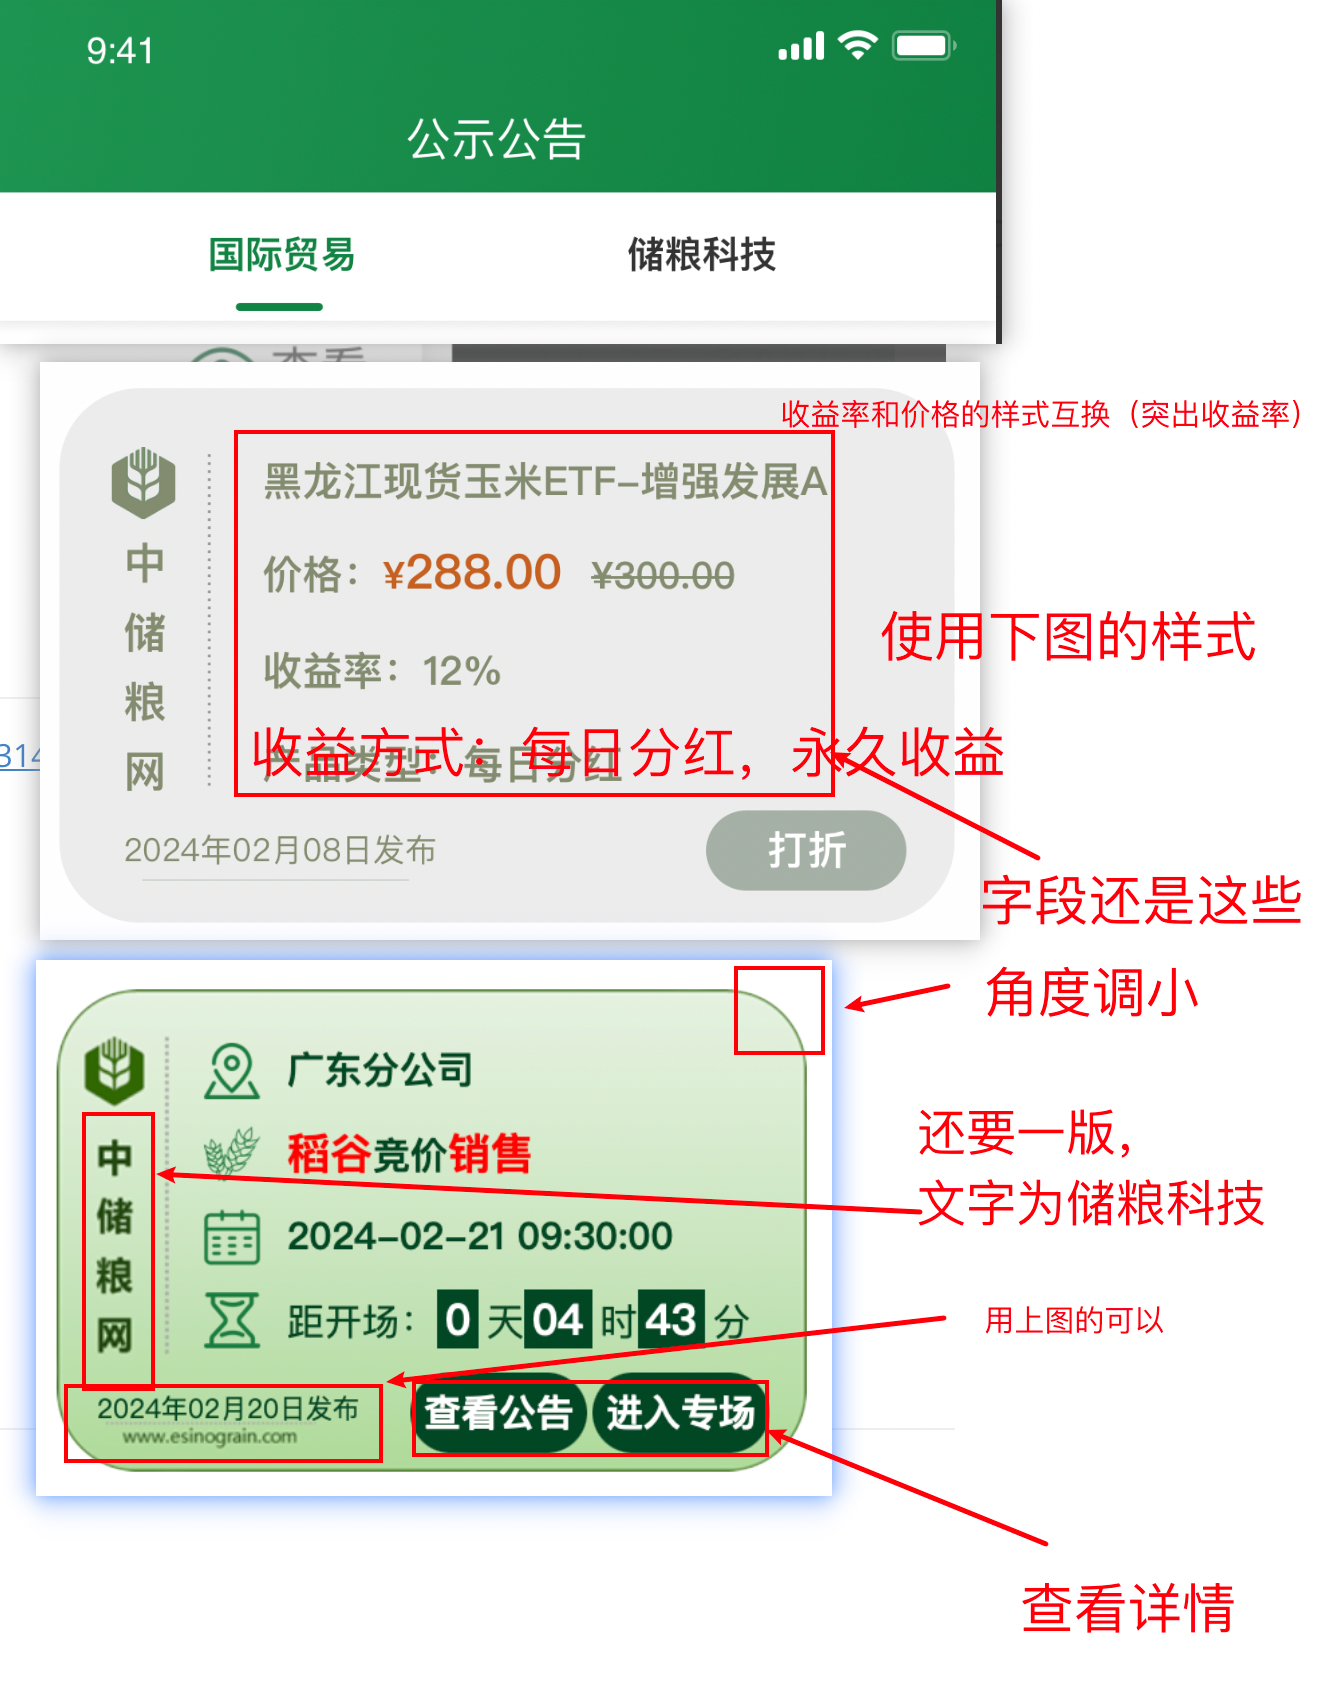 9:41
公示公告
国际贸易
储粮科技
查看
收益率和价格的样式互换（突出收益率）
黑龙江现货玉米ETF-增强发展A
中
储
粮
网
价格：¥288.00 ¥300.00
使用下图的样式
收益率：12%
314
收益方式：每日分红，永久收益
产品类型：每日分红
2024年02月08日发布
打折
字段还是这些
角度调小
广东分公司
稻谷竞价销售
还要一版，
文字为储粮科技
中
储
粮
网
2024-02-21 09:30:00
距开场：0天04时43分
用上图的可以
2024年02月20日发布
www.esinograin.com
查看公告
进入专场
查看详情